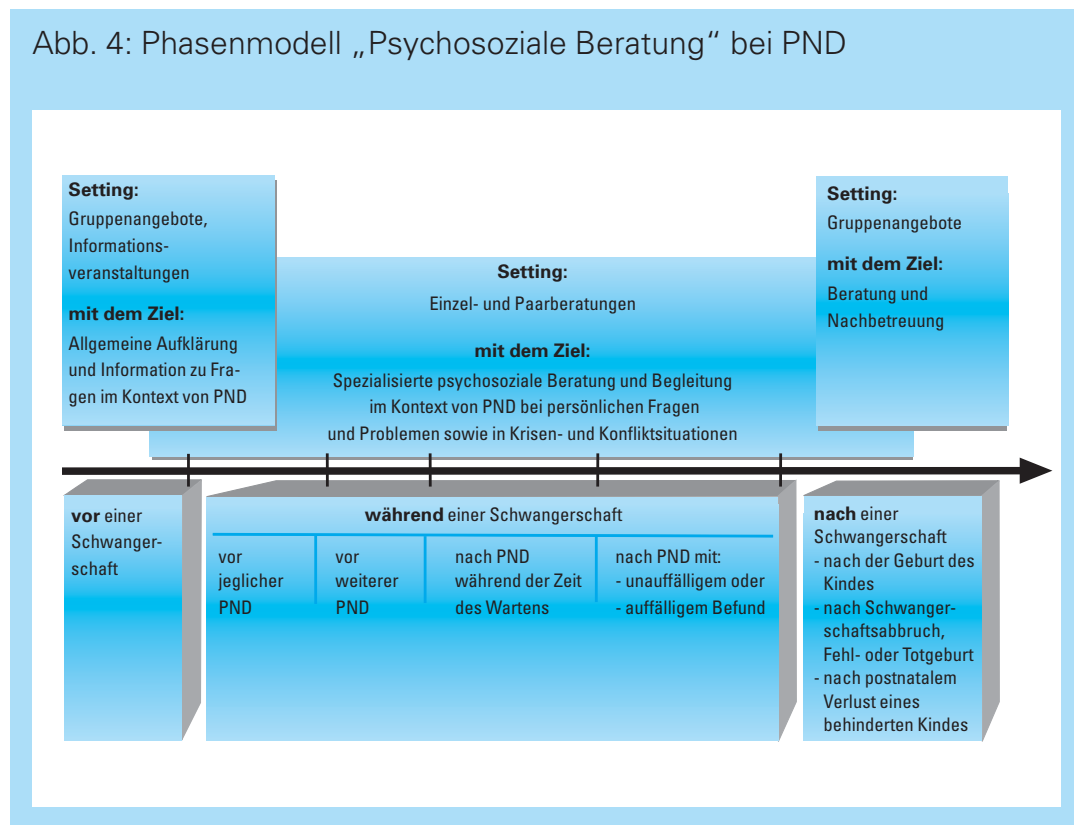 Abb. 4: Phasenmodell „Psychosoziale Beratung“ bei PND
Setting:
Gruppenangebote,
Informations-
veranstaltungen
mit dem Ziel:
Allgemeine Aufklärung
und Information zu Fra-
gen im Kontext von PND
Setting:
Einzel- und Paarberatungen
mit dem Ziel:
Spezialisierte psychosoziale Beratung und Begleitung
im Kontext von PND bei persönlichen Fragen
und Problemen sowie in Krisen- und Konfliktsituationen
Setting:
Gruppenangebote
mit dem Ziel:
Beratung und
Nachbetreuung
vor einer
Schwanger-
schaft
während einer Schwangerschaft
vor
jeglicher
PND
vor
weiterer
PND
nach PND
während der Zeit
des Wartens
nach PND mit:
- unauffälligem oder
- auffälligem Befund
nach einer
Schwangerschaft
- nach der Geburt des
Kindes
- nach Schwanger-
schaftsabbruch,
Fehl- oder Totgeburt
- nach postnatalem
Verlust eines
behinderten Kindes